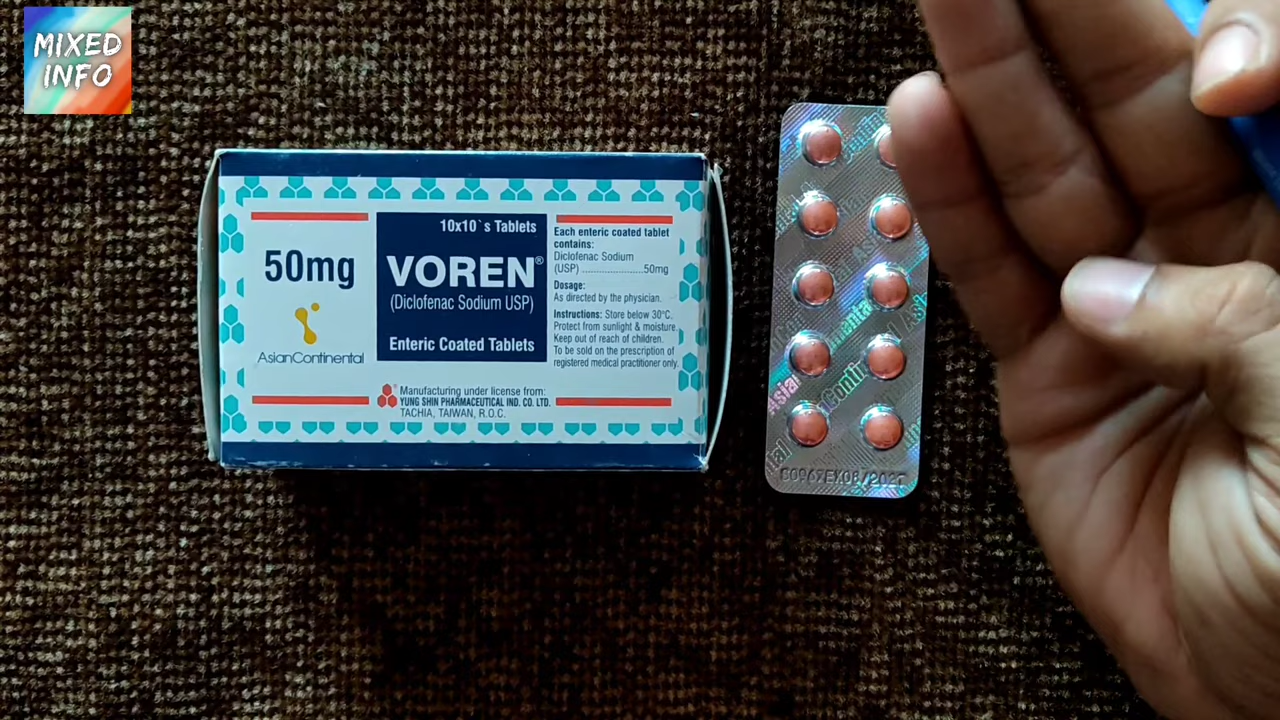 MIXED
INFO
10x10`s Tablets
50mg
VOREN®
(Diclofenac Sodium USP)
Enteric Coated Tablets
AsianContinental
Each enteric coated tablet
contains:
Diclofenac Sodium
(USP) ......................50mg
Dosage:
As directed by the physician.
Instructions: Store below 30°C.
Protect from sunlight & moisture.
Keep out of reach of children.
To be sold on the prescription of
registered medical practitioner only.
Manufacturing under license from:
YUNG SHIN PHARMACEUTICAL IND. CO. LTD.
TACHIA, TAIWAN, R.O.C.